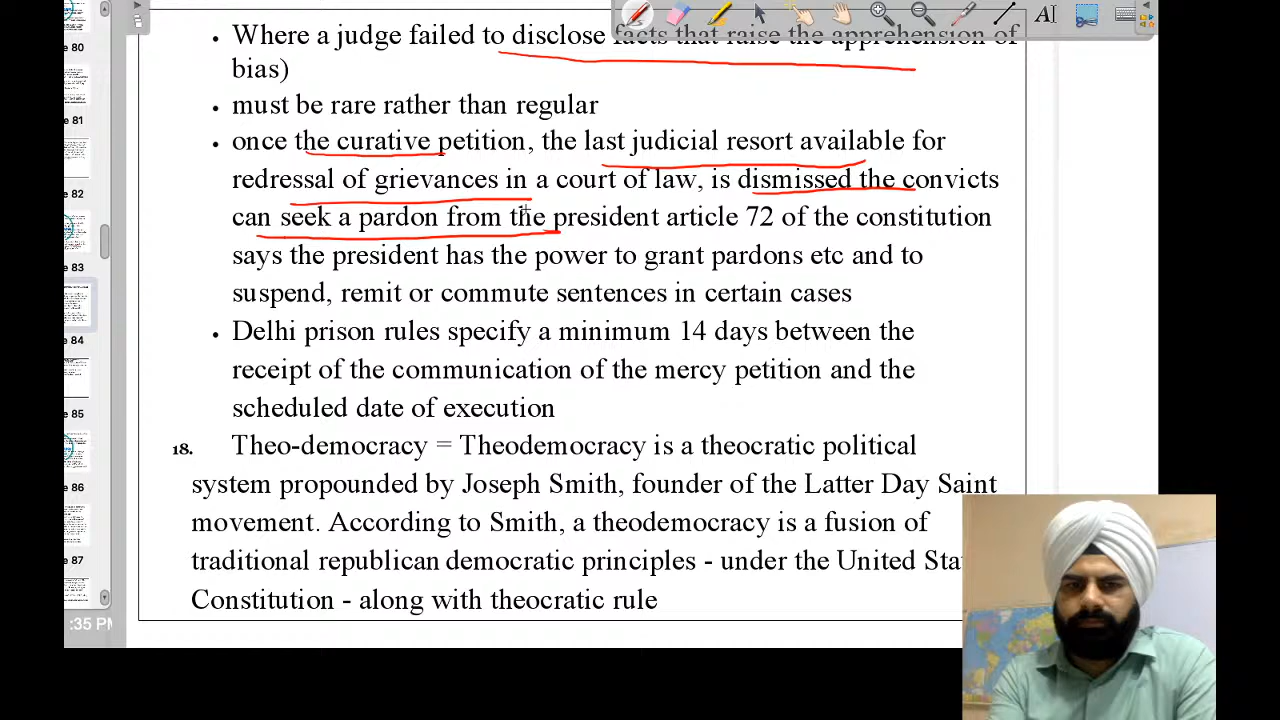 80
Where a judge failed to disclose facts that raise the apprehension of
bias)
must be rare rather than regular
81
once the curative petition, the last judicial resort available for
redressal of grievances in a court of law, is dismissed the convicts
82
can seek a pardon from the president article 72 of the constitution
says the president has the power to grant pardons etc and to
83
suspend, remit or commute sentences in certain cases
Delhi prison rules specify a minimum 14 days between the
84
receipt of the communication of the mercy petition and the
scheduled date of execution
85
18. Theo-democracy = Theodemocracy is a theocratic political
system propounded by Joseph Smith, founder of the Latter Day Saint
86
movement. According to Smith, a theodemocracy is a fusion of
traditional republican democratic principles - under the United Sta
87
Constitution - along with theocratic rule
:35 PM
AI